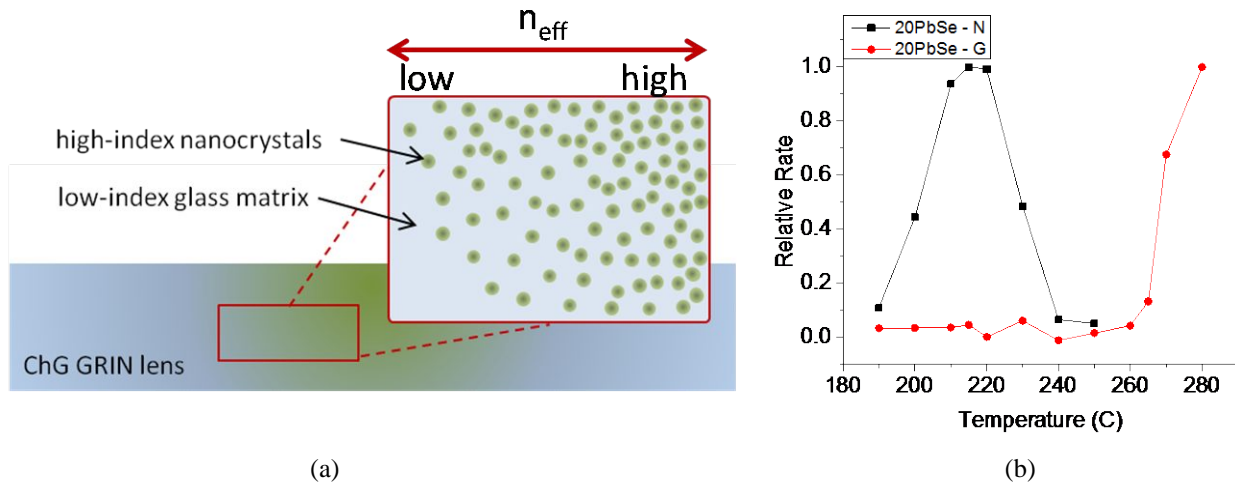 n_eff
low high
high-index nanocrystals
low-index glass matrix
ChG GRIN lens
(a)
20PbSe - N
20PbSe - G
Relative Rate
1.0
0.8
0.6
0.4
0.2
0.0
180 200 220 240 260 280
Temperature (C)
(b)